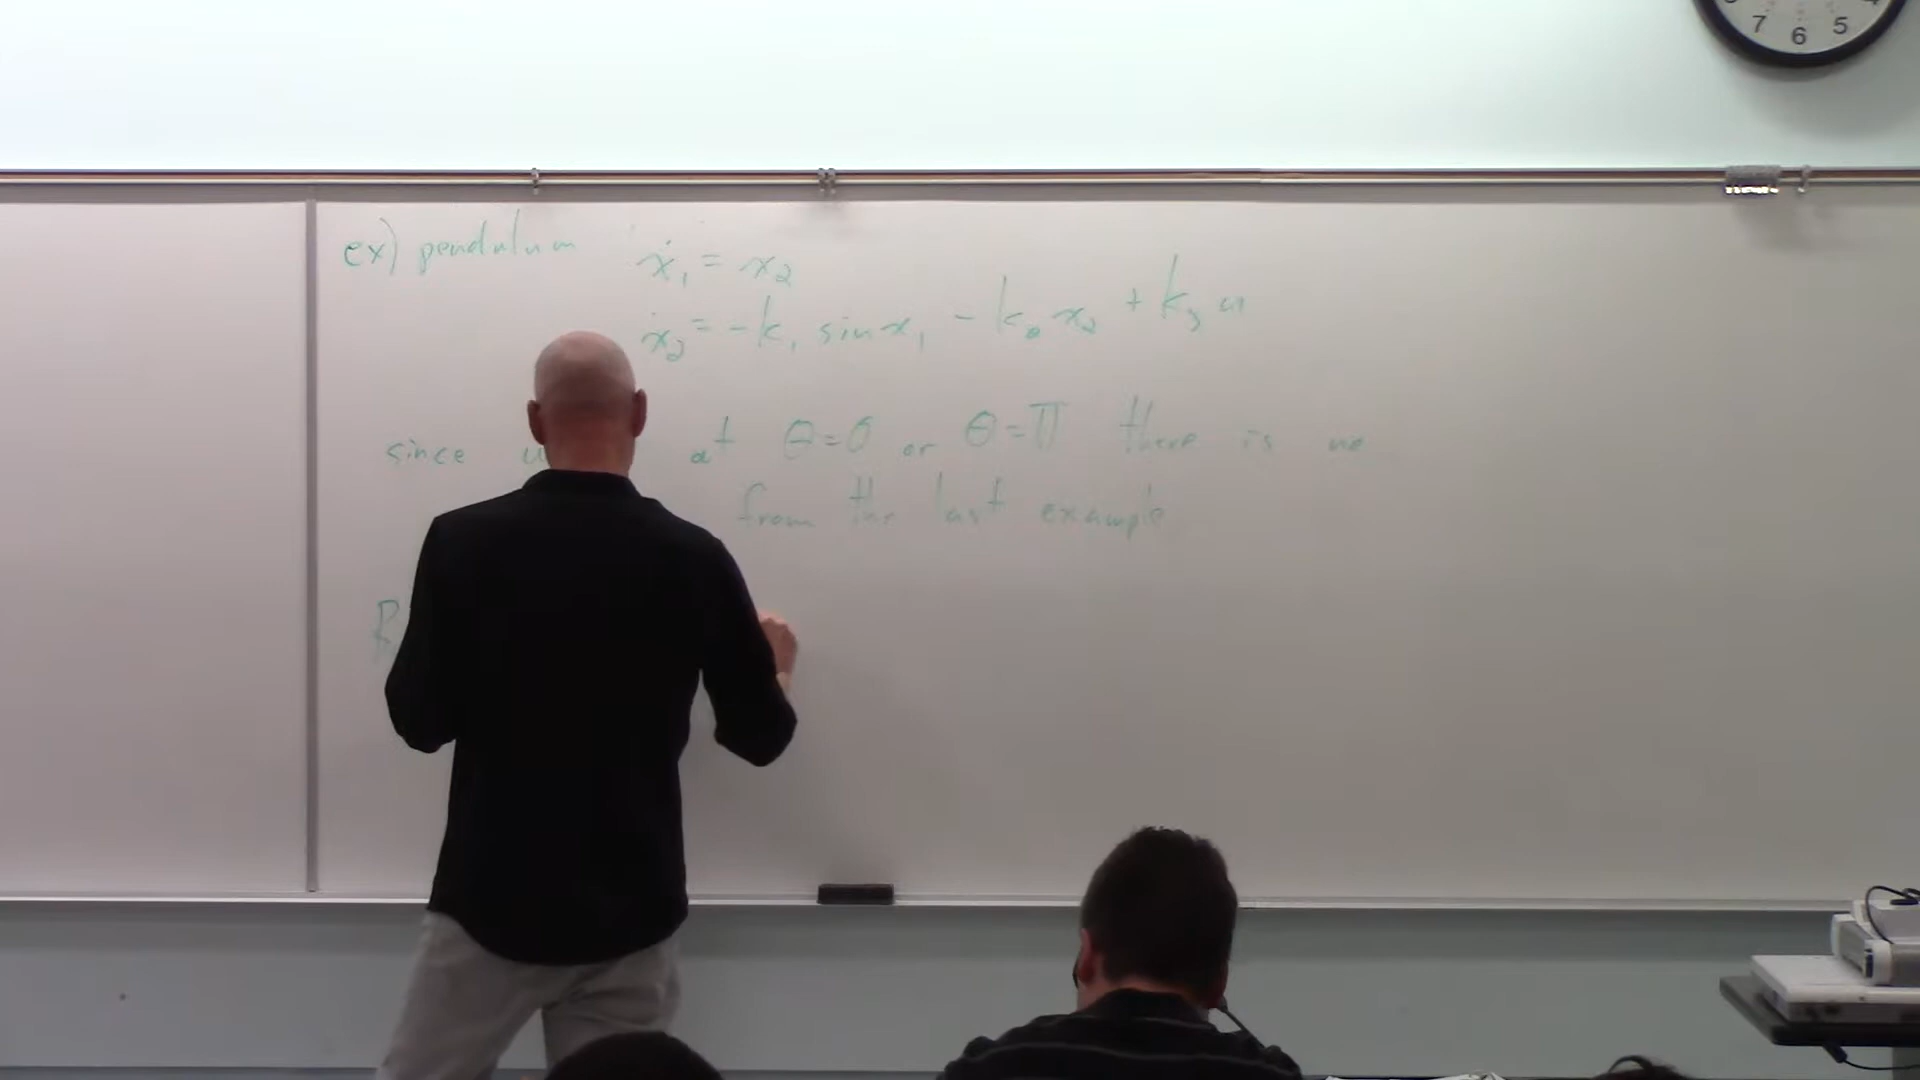 ex) pendulum ẋ₁ = x₂
ẋ₂ = -k₁ sin x₁ - k₂ x₂ + k₃ u
since at θ=0 or θ=π there is no
from the last example
R
7 6 5